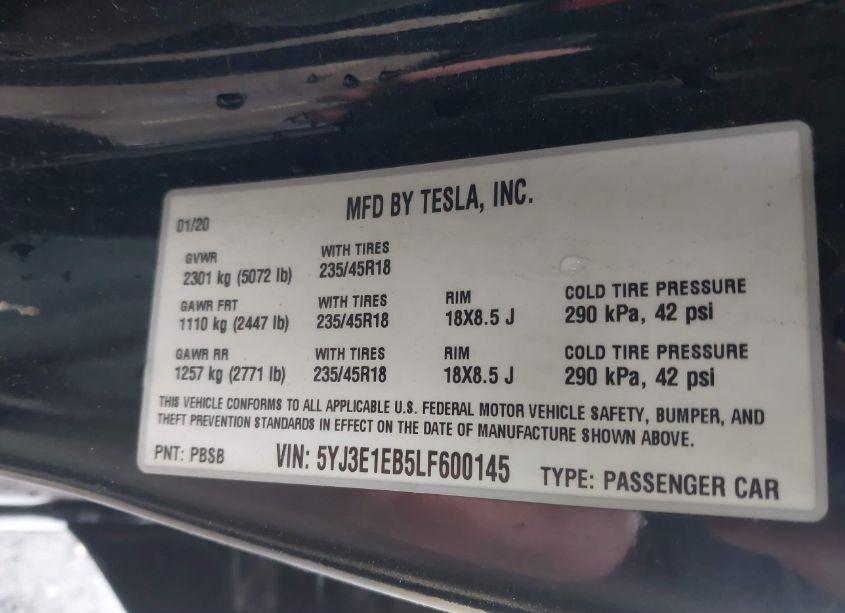 MFD BY TESLA, INC.
01/20
GVWR WITH TIRES
2301 kg (5072 lb) 235/45R18
GAWR FRT WITH TIRES RIM COLD TIRE PRESSURE
1110 kg (2447 lb) 235/45R18 18X8.5 J 290 kPa, 42 psi
GAWR RR WITH TIRES RIM COLD TIRE PRESSURE
1257 kg (2771 lb) 235/45R18 18X8.5 J 290 kPa, 42 psi
THIS VEHICLE CONFORMS TO ALL APPLICABLE U.S. FEDERAL MOTOR VEHICLE SAFETY, BUMPER, AND
THEFT PREVENTION STANDARDS IN EFFECT ON THE DATE OF MANUFACTURE SHOWN ABOVE.
PNT: PBSB VIN: 5YJ3E1EB5LF600145 TYPE: PASSENGER CAR